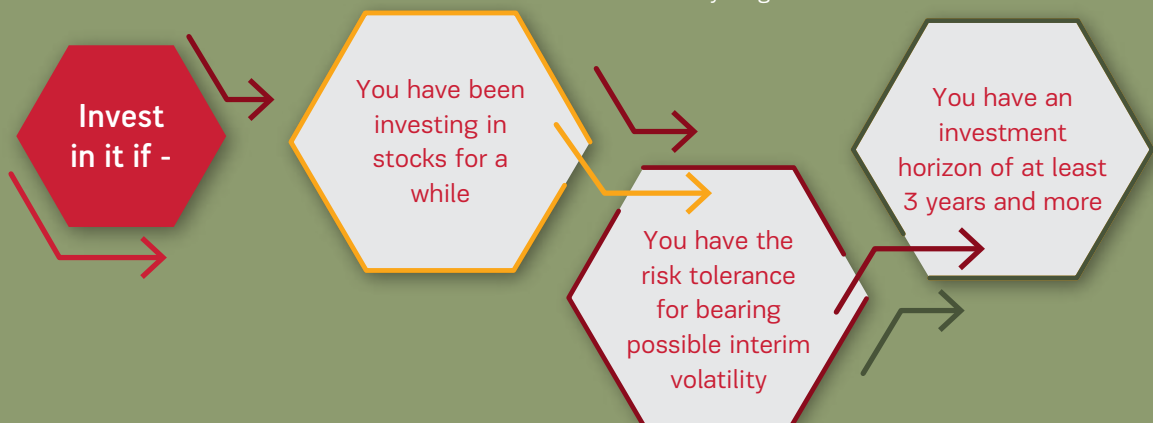 Invest
in it if -
You have been
investing in
stocks for a
while
You have the
risk tolerance
for bearing
possible interim
volatility
You have an
investment
horizon of at least
3 years and more